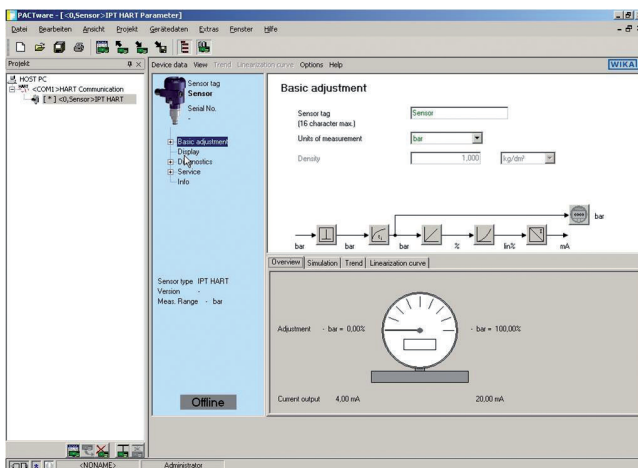 PACTware - [<0,Sensor>IPT HART Parameter]
Datei Bearbeiten Ansicht Projekt Gerätedaten Extras Fenster Hilfe
Projekt
HOST PC
<COM1>HART Communication
[ * ] <0,Sensor>IPT HART
Device data View Trend Linearization curve Options Help
WIKA
Sensor tag
Sensor
Serial No.
-
Basic adjustment
Display
Diagnostics
Service
Info
Sensor type IPT HART
Version -
Meas. Range - bar
Offline
Basic adjustment
Sensor tag Sensor
(16 character max.)
Units of measurement bar
Density 1,000 kg/dm³
bar
bar bar bar % lin% mA
Overview Simulation Trend Linearization curve
Adjustment - bar = 0,00% - bar = 100,00%
Current output 4,00 mA 20,00 mA
<NONAME> Administrator